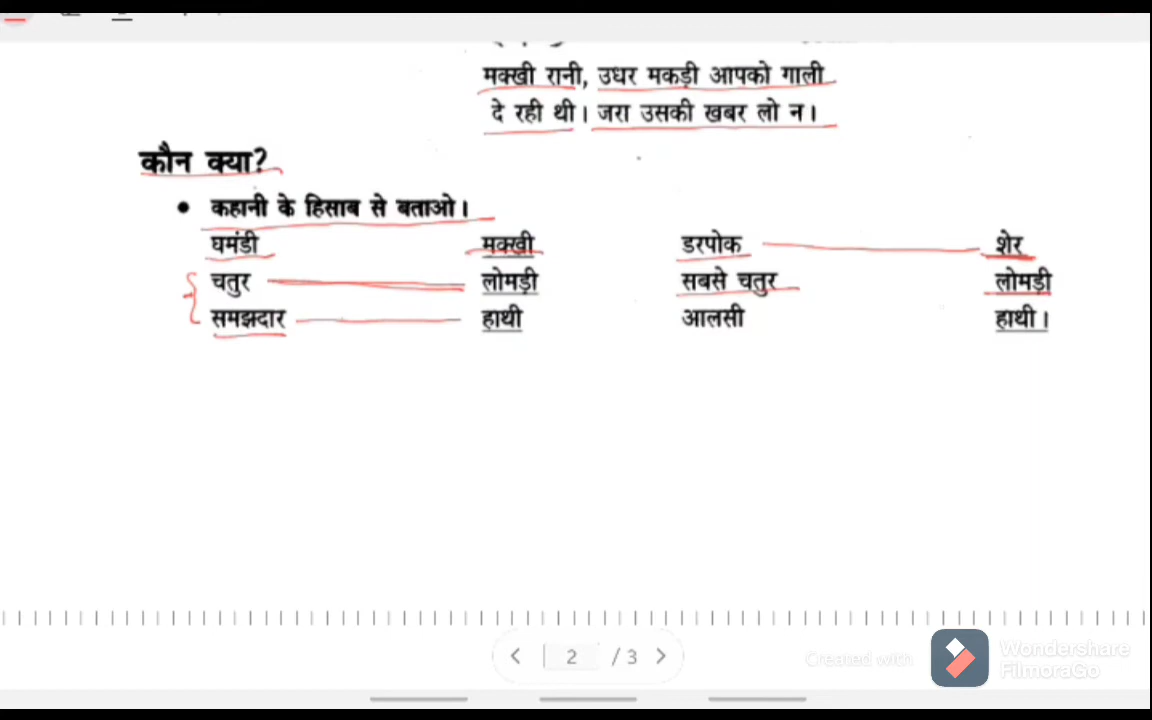 मक्खी रानी, उधर मकड़ी आपको गाली
दे रही थी। जरा उसकी खबर लो न।
कौन क्या?
• कहानी के हिसाब से बताओ।
घमंडी मक्खी डरपोक शेर
चतुर लोमड़ी सबसे चतुर लोमड़ी
समझदार हाथी आलसी हाथी।
2 / 3
Created with Wondershare FilmoraGo